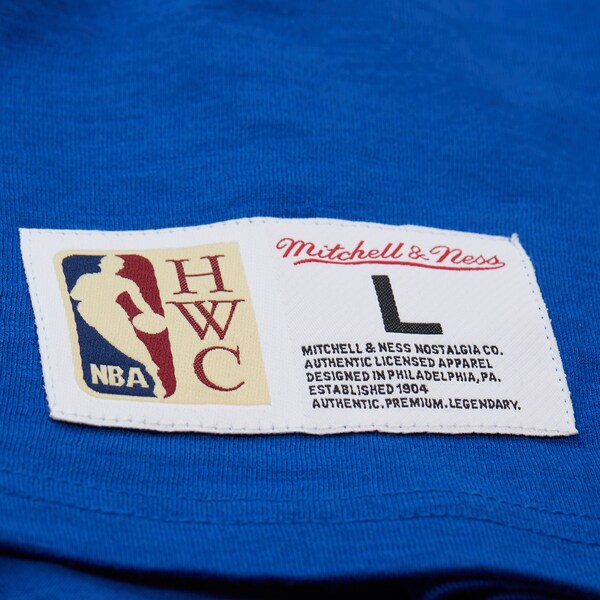 NBA
H
W
C
Mitchell & Ness
L
MITCHELL & NESS NOSTALGIA CO.
AUTHENTIC LICENSED APPAREL
DESIGNED IN PHILADELPHIA, PA.
ESTABLISHED 1904
AUTHENTIC. PREMIUM. LEGENDARY.